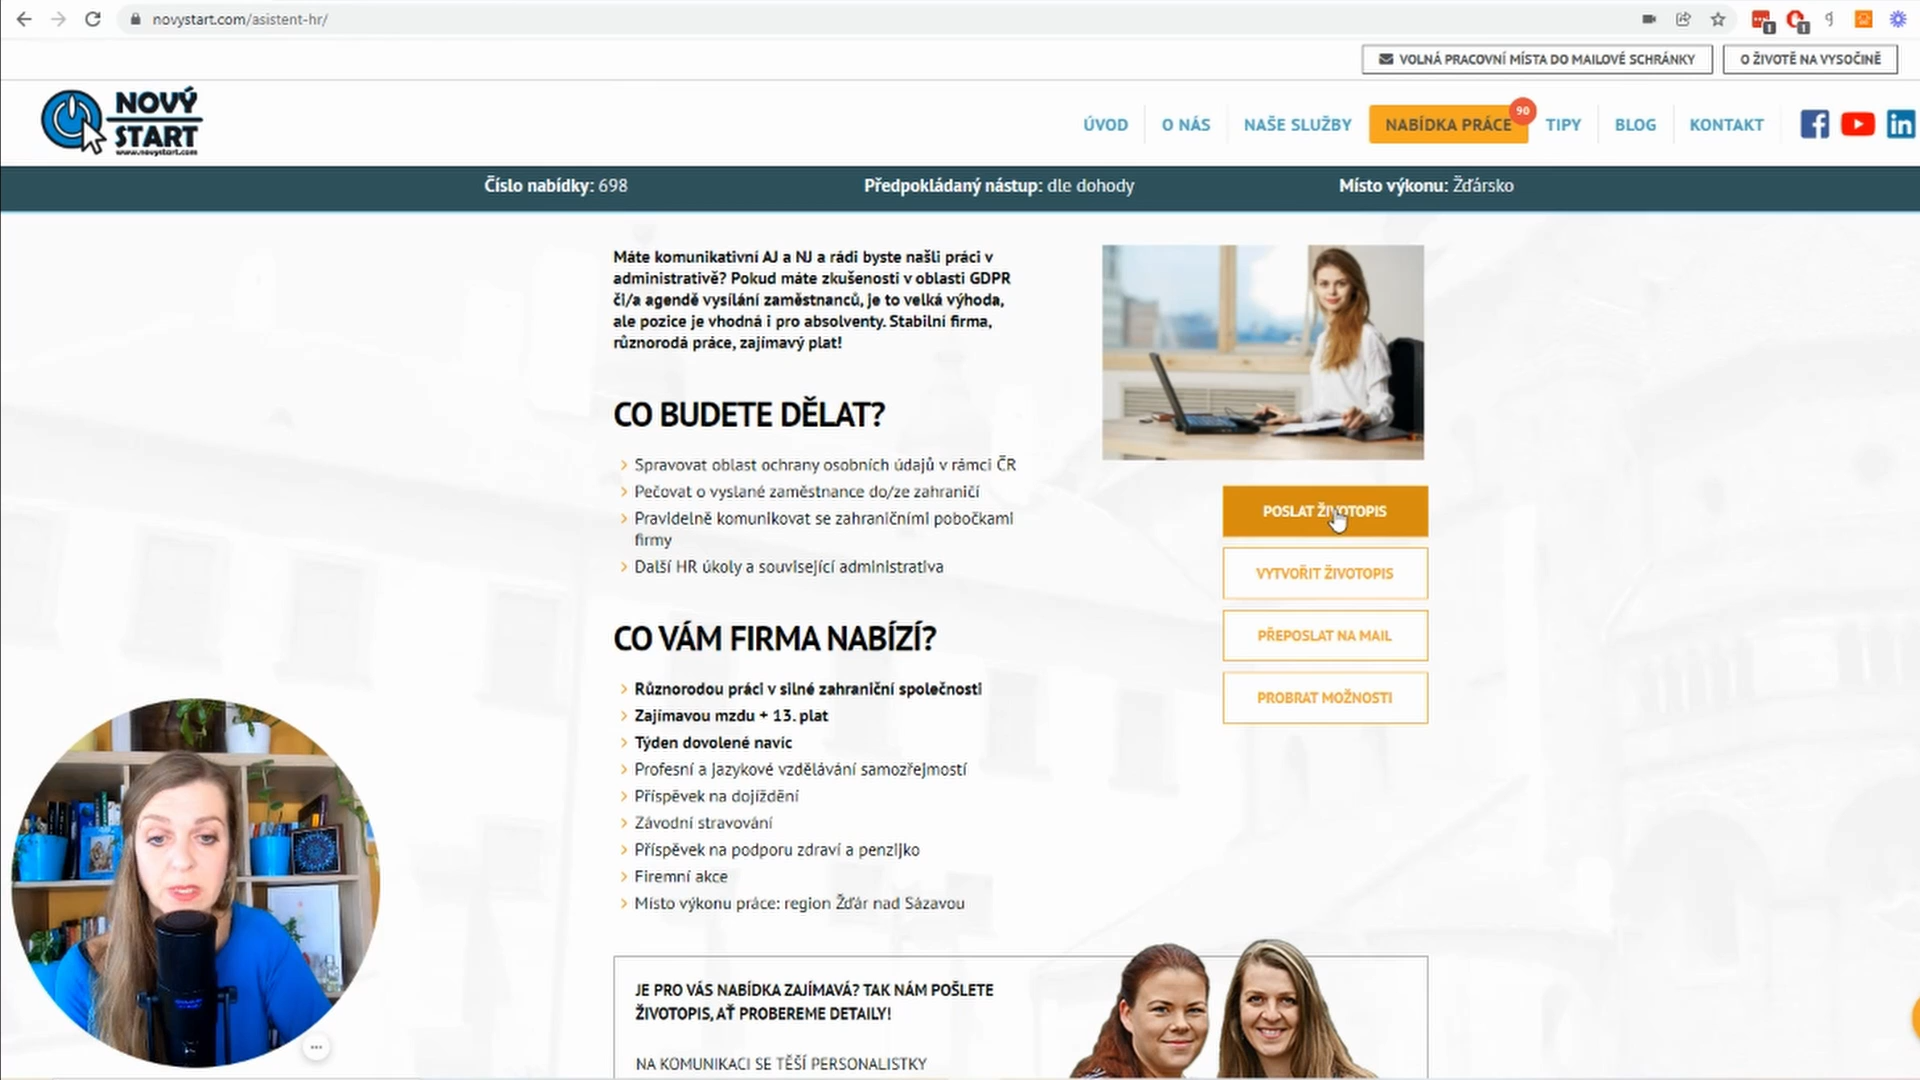 novystart.com/asistent-hr/
VOLNÁ PRACOVNÍ MÍSTA DO MAILOVÉ SCHRÁNKY
O ŽIVOTĚ NA VYSOČINĚ
NOVÝ
START
www.novystart.com
ÚVOD
O NÁS
NAŠE SLUŽBY
NABÍDKA PRÁCE
90
TIPY
BLOG
KONTAKT
Číslo nabídky: 698
Předpokládaný nástup: dle dohody
Místo výkonu: Žďársko
Máte komunikativní AJ a NJ a rádi byste našli práci v
administrativě? Pokud máte zkušenosti v oblasti GDPR
či/a agendě vysílání zaměstnanců, je to velká výhoda,
ale pozice je vhodná i pro absolventy. Stabilní firma,
různorodá práce, zajímavý plat!
CO BUDETE DĚLAT?
Spravovat oblast ochrany osobních údajů v rámci ČR
Pečovat o vyslané zaměstnance do/ze zahraničí
Pravidelně komunikovat se zahraničními pobočkami
firmy
Další HR úkoly a související administrativa
CO VÁM FIRMA NABÍZÍ?
Různorodou práci v silné zahraniční společnosti
Zajímavou mzdu + 13. plat
Týden dovolené navíc
Profesní a jazykové vzdělávání samozřejmostí
Příspěvek na dojíždění
Závodní stravování
Příspěvek na podporu zdraví a penzijko
Firemní akce
Místo výkonu práce: region Žďár nad Sázavou
POSLAT ŽIVOTOPIS
VYTVOŘIT ŽIVOTOPIS
PŘEPOSLAT NA MAIL
PROBRAT MOŽNOSTI
JE PRO VÁS NABÍDKA ZAJÍMAVÁ? TAK NÁM POŠLETE
ŽIVOTOPIS, AŤ PROBEREME DETAILY!
NA KOMUNIKACI SE TĚŠÍ PERSONALISTKY